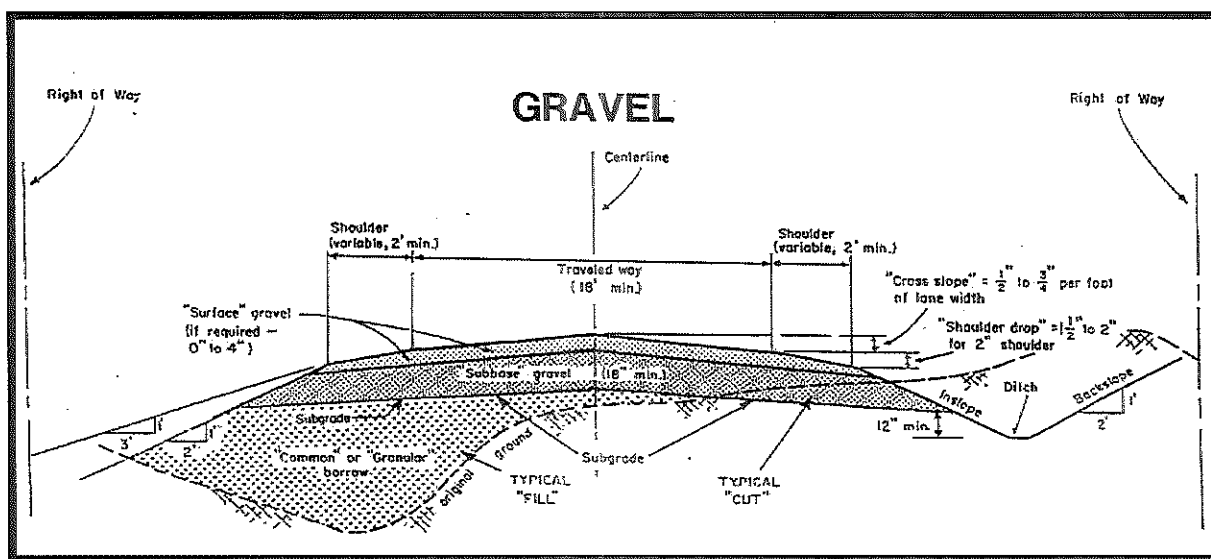 GRAVEL
Right of Way
Right of Way
Centerline
Shoulder
(variable, 2' min.)
Shoulder
(variable, 2' min.)
Traveled way
(18' min.)
"Cross slope" = 1/2" to 3/4" per foot
of lane width
"Surface" gravel
(if required –
0" to 4")
"Shoulder drop" = 1 1/2" to 2"
for 2" shoulder
"Subbase" gravel (18" min.)
Subgrade
Inslope
Ditch
Backslope
1'
2'
12" min.
1'
3'
1"
2'
"Common" or "Granular"
borrow
original ground
Subgrade
TYPICAL
"FILL"
TYPICAL
"CUT"